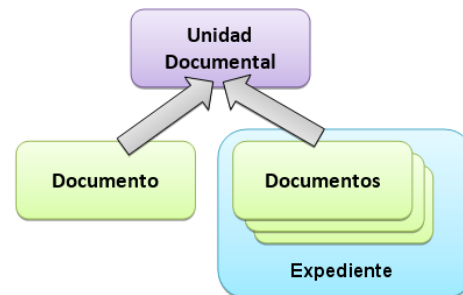 Unidad
Documental
Documento
Documentos
Expediente